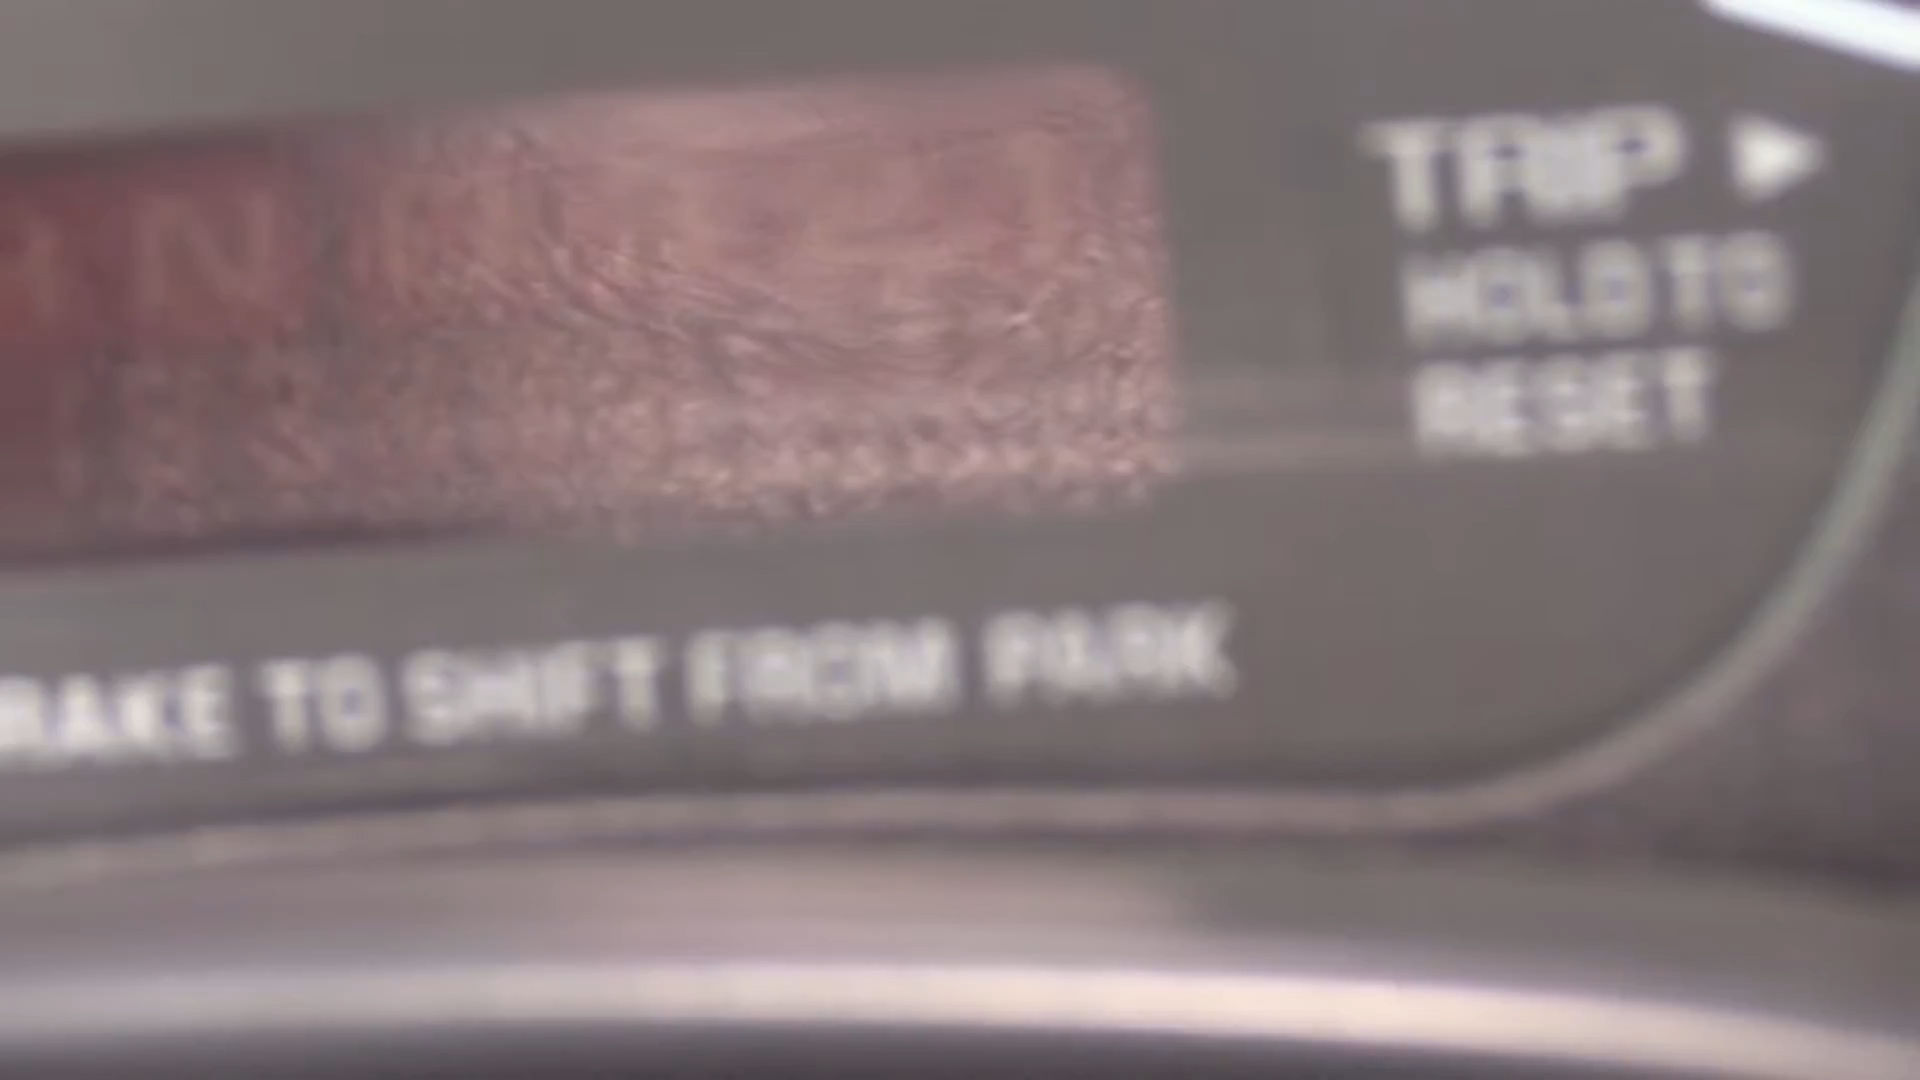 TRIP ▶
HOLD TO
RESET
RAKE TO SHIFT FROM PARK